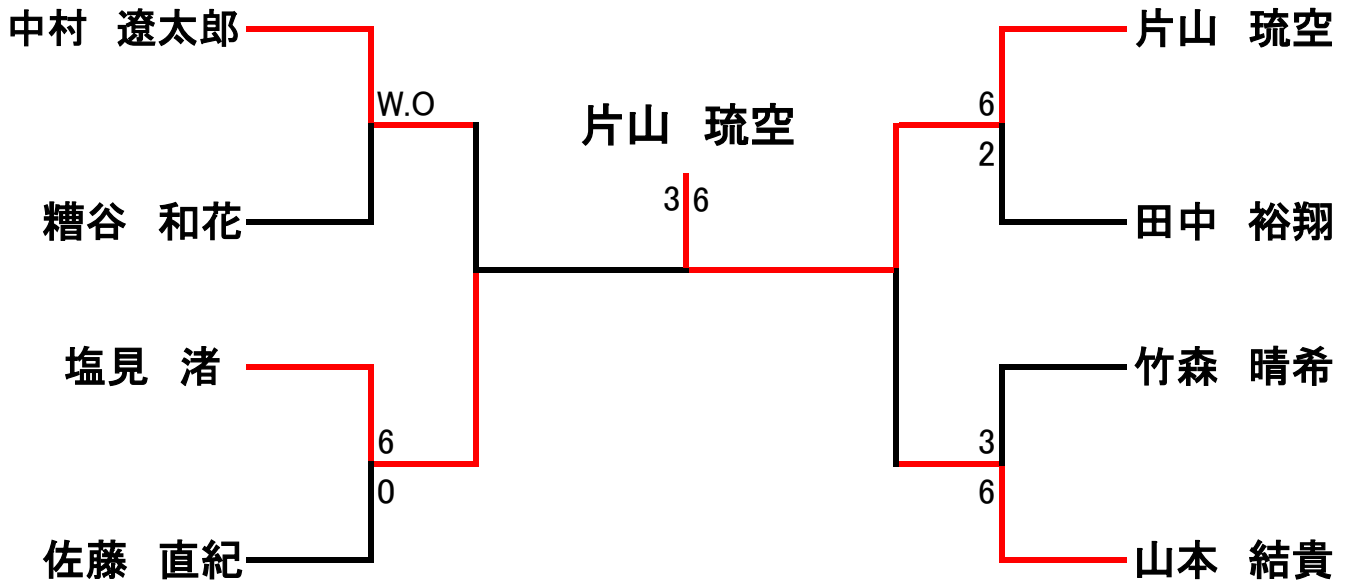 中村　遼太郎
片山　琉空
W.O
6
片山　琉空
2
3 6
糟谷　和花
田中　裕翔
塩見　渚
竹森　晴希
6
3
0
6
佐藤　直紀
山本　結貴